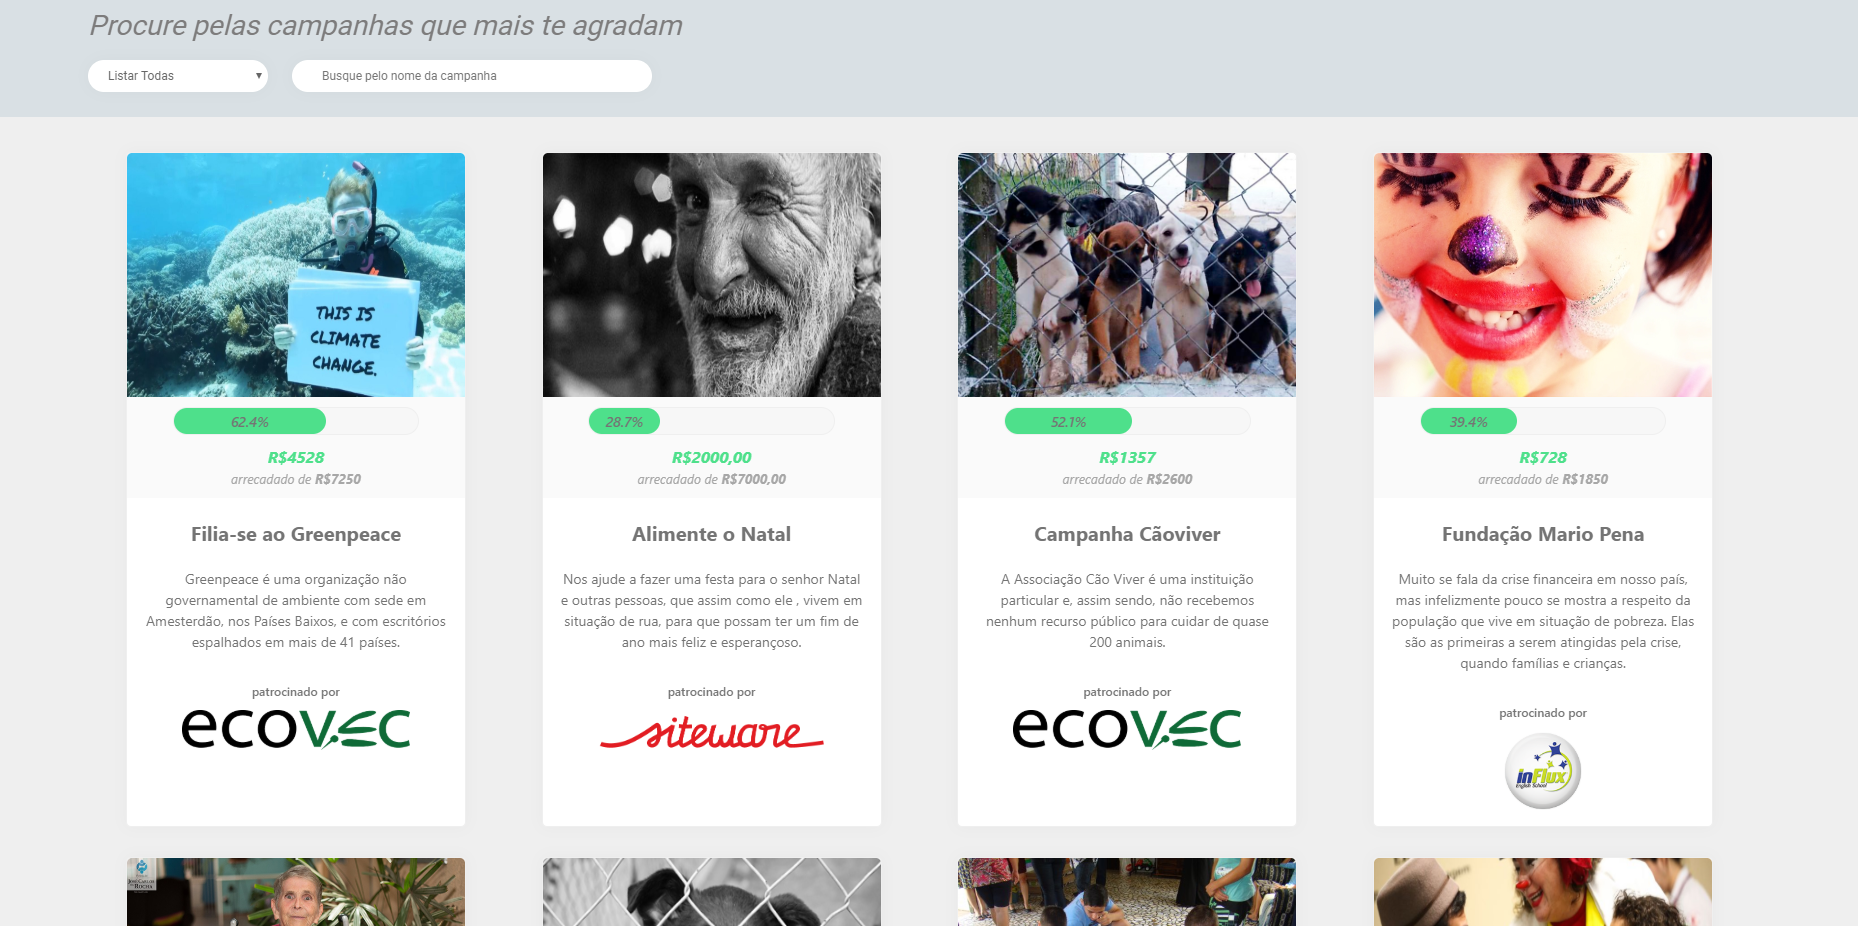 Procure pelas campanhas que mais te agradam
Listar Todas
Busque pelo nome da campanha
THIS IS
CLIMATE
CHANGE.
62.4%
R$4528
arrecadado de R$7250
Filia-se ao Greenpeace
Greenpeace é uma organização não
governamental de ambiente com sede em
Amesterdão, nos Países Baixos, e com escritórios
espalhados em mais de 41 países.
patrocinado por
ecovec
28.7%
R$2000,00
arrecadado de R$7000,00
Alimente o Natal
Nos ajude a fazer uma festa para o senhor Natal
e outras pessoas, que assim como ele , vivem em
situação de rua, para que possam ter um fim de
ano mais feliz e esperançoso.
patrocinado por
siteware
52.1%
R$1357
arrecadado de R$2600
Campanha Cãoviver
A Associação Cão Viver é uma instituição
particular e, assim sendo, não recebemos
nenhum recurso público para cuidar de quase
200 animais.
patrocinado por
ecovec
39.4%
R$728
arrecadado de R$1850
Fundação Mario Pena
Muito se fala da crise financeira em nosso país,
mas infelizmente pouco se mostra a respeito da
população que vive em situação de pobreza. Elas
são as primeiras a serem atingidas pela crise,
quando famílias e crianças.
patrocinado por
inFlux
English School
José Carlos
da Rocha